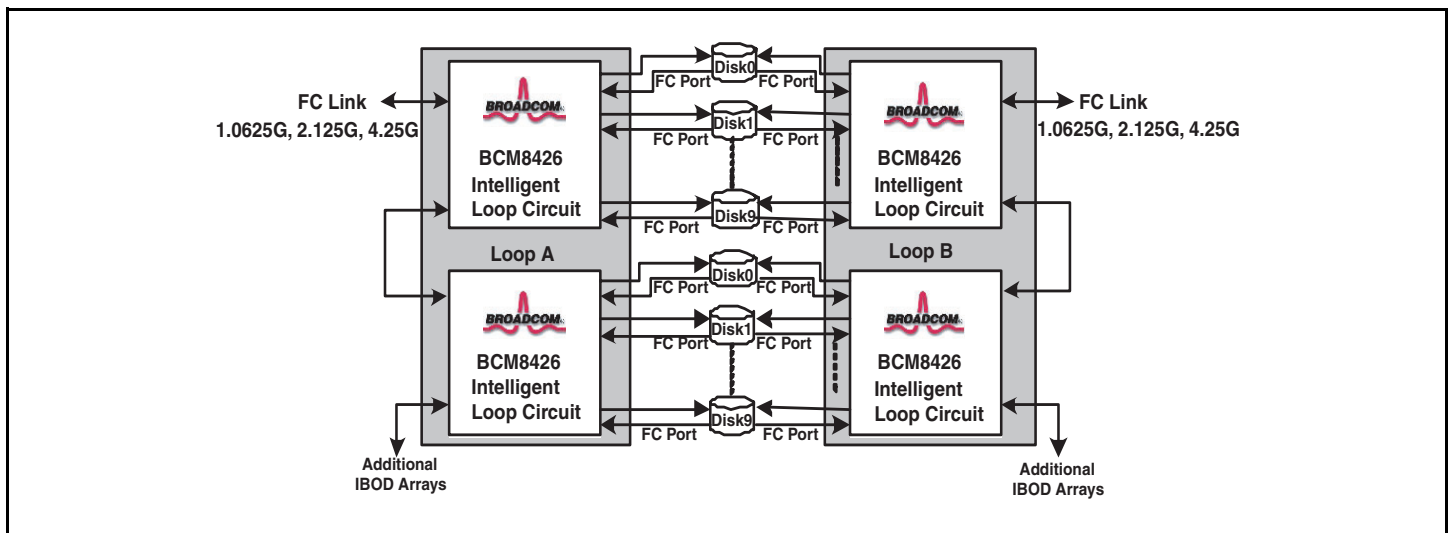 FC Link
1.0625G, 2.125G, 4.25G
BROADCOM
BCM8426
Intelligent
Loop Circuit
Disk0
FC Port
FC Port
Disk1
FC Port
FC Port
Disk9
FC Port
FC Port
BROADCOM
BCM8426
Intelligent
Loop Circuit
FC Link
1.0625G, 2.125G, 4.25G
Loop A
Loop B
BROADCOM
BCM8426
Intelligent
Loop Circuit
Disk0
FC Port
FC Port
Disk1
FC Port
FC Port
Disk9
FC Port
FC Port
BROADCOM
BCM8426
Intelligent
Loop Circuit
Additional
IBOD Arrays
Additional
IBOD Arrays